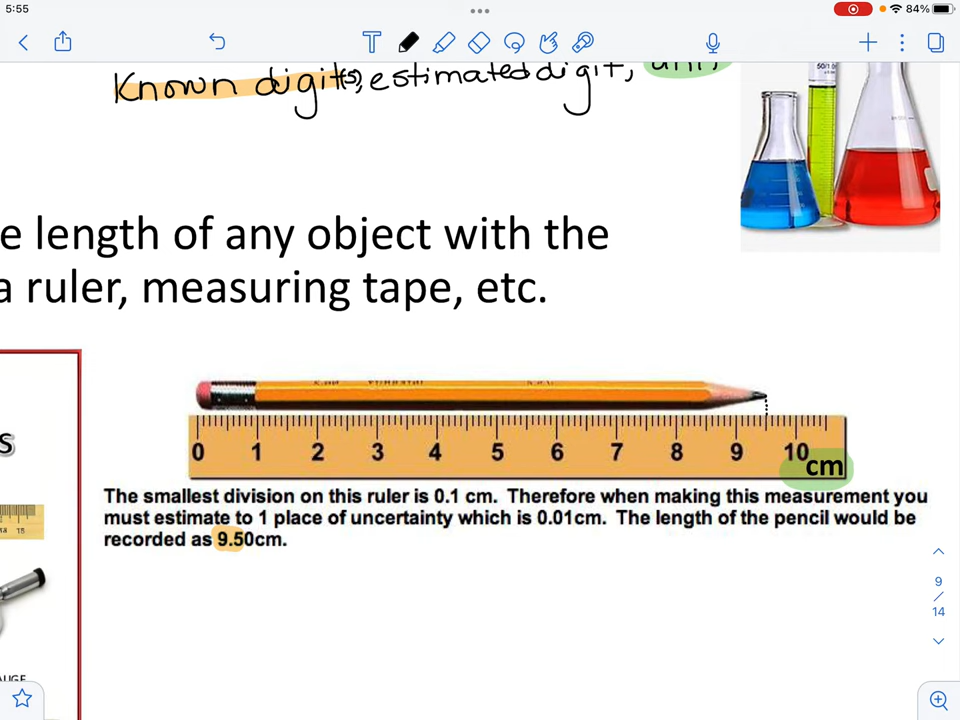 5:55
84%
Known digit(s), estimated digit,
e length of any object with the
a ruler, measuring tape, etc.
S
0 1 2 3 4 5 6 7 8 9 10 cm
The smallest division on this ruler is 0.1 cm. Therefore when making this measurement you
must estimate to 1 place of uncertainty which is 0.01cm. The length of the pencil would be
recorded as 9.50cm.
15
9
/
14